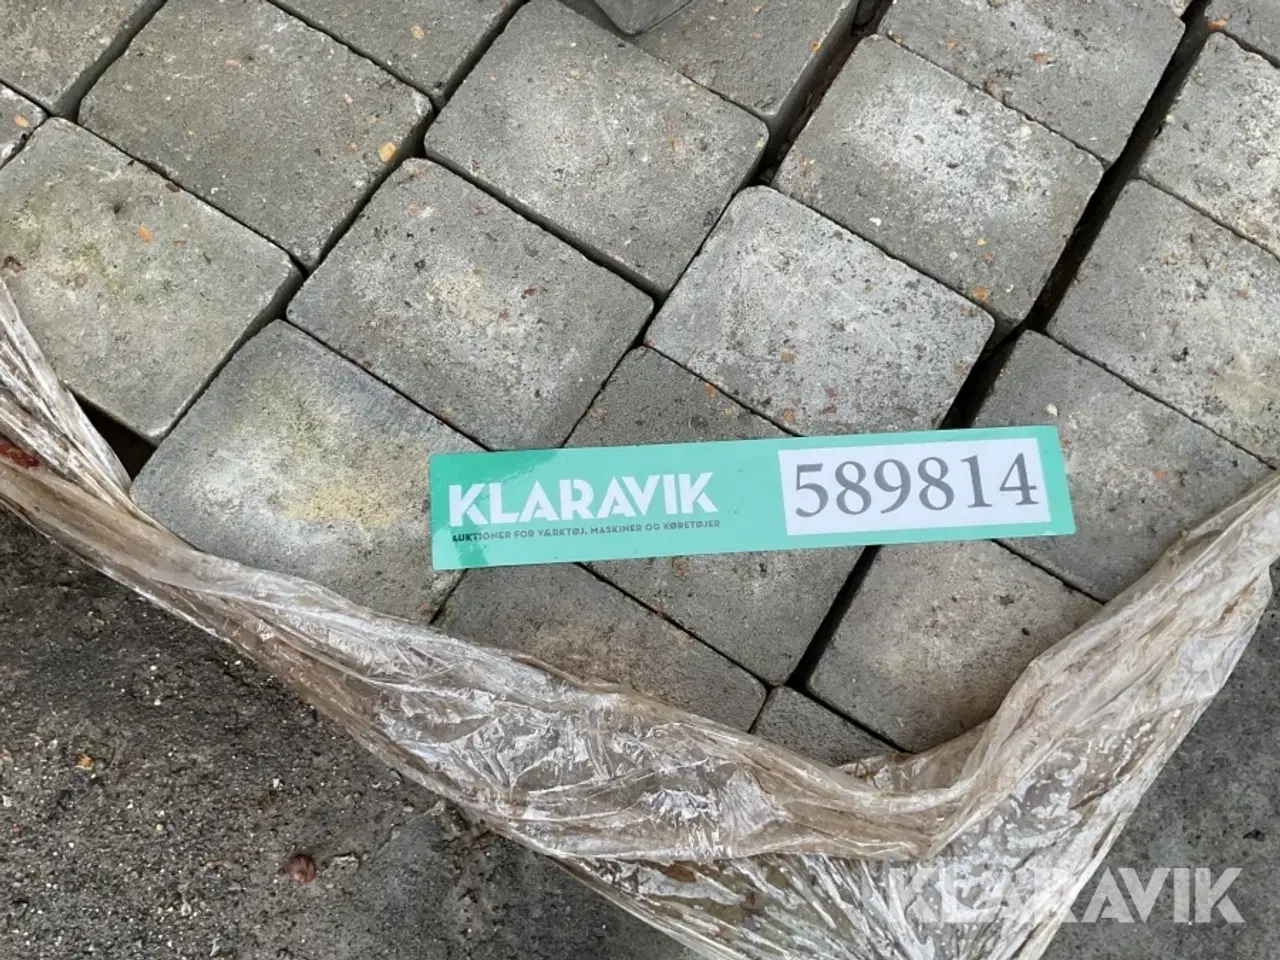 KLARAVIK
AUKTIONER FOR VÆRKTØJ, MASKINER OG KØRETØJER
589814
KLARAVIK